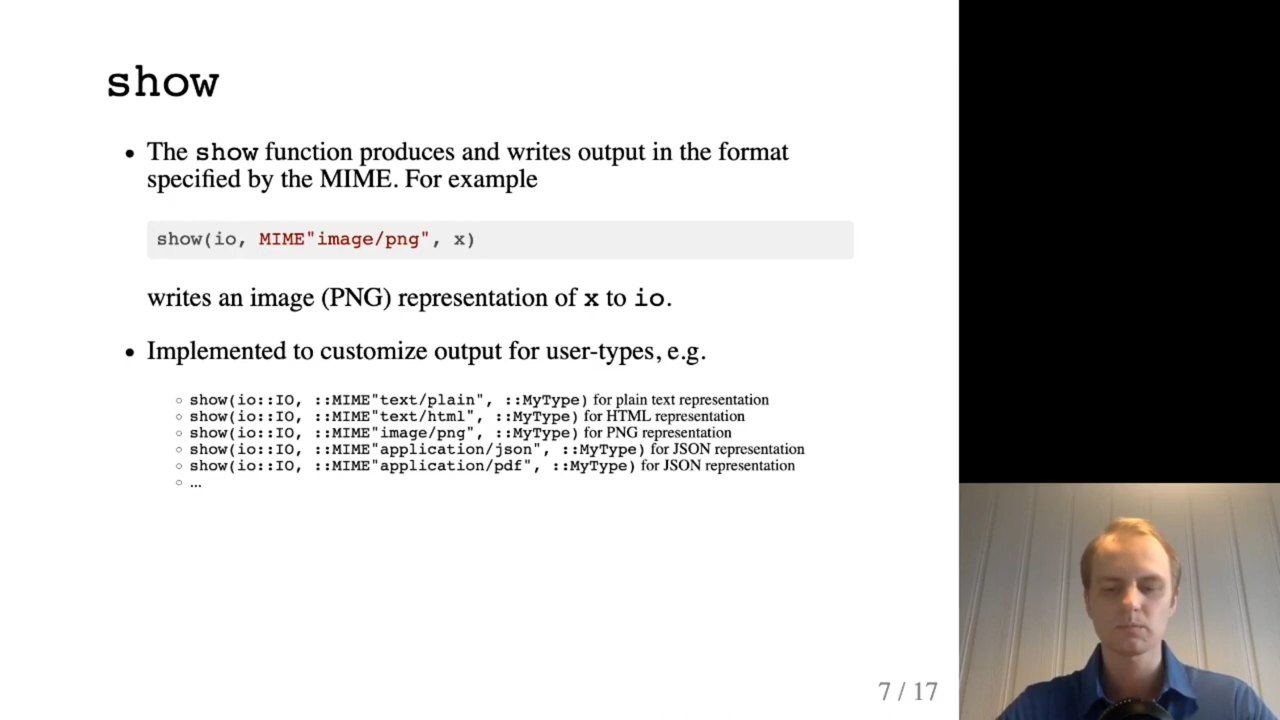 show
• The show function produces and writes output in the format
specified by the MIME. For example
show(io, MIME"image/png", x)
writes an image (PNG) representation of x to io.
• Implemented to customize output for user-types, e.g.
○ show(io::IO, ::MIME"text/plain", ::MyType) for plain text representation
○ show(io::IO, ::MIME"text/html", ::MyType) for HTML representation
○ show(io::IO, ::MIME"image/png", ::MyType) for PNG representation
○ show(io::IO, ::MIME"application/json", ::MyType) for JSON representation
○ show(io::IO, ::MIME"application/pdf", ::MyType) for JSON representation
○ ...
7 / 17